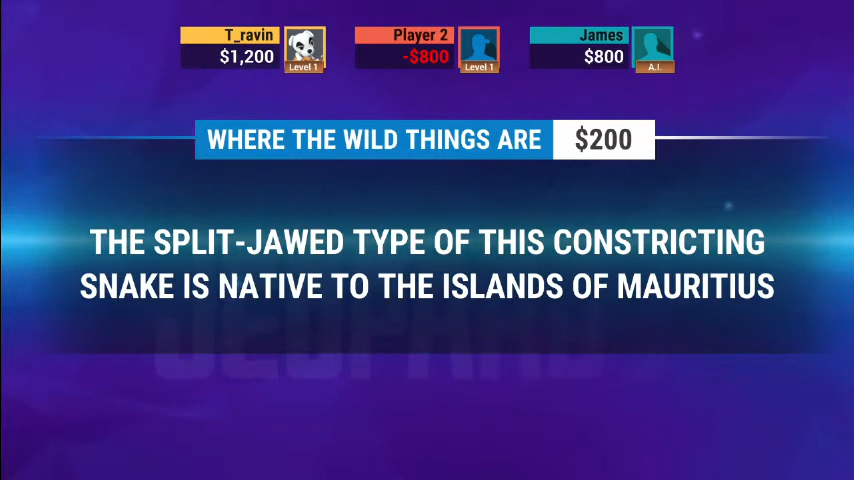 T_ravin
$1,200
Level 1
Player 2
-$800
Level 1
James
$800
A.I.
WHERE THE WILD THINGS ARE $200
THE SPLIT-JAWED TYPE OF THIS CONSTRICTING
SNAKE IS NATIVE TO THE ISLANDS OF MAURITIUS
JEOPARDY